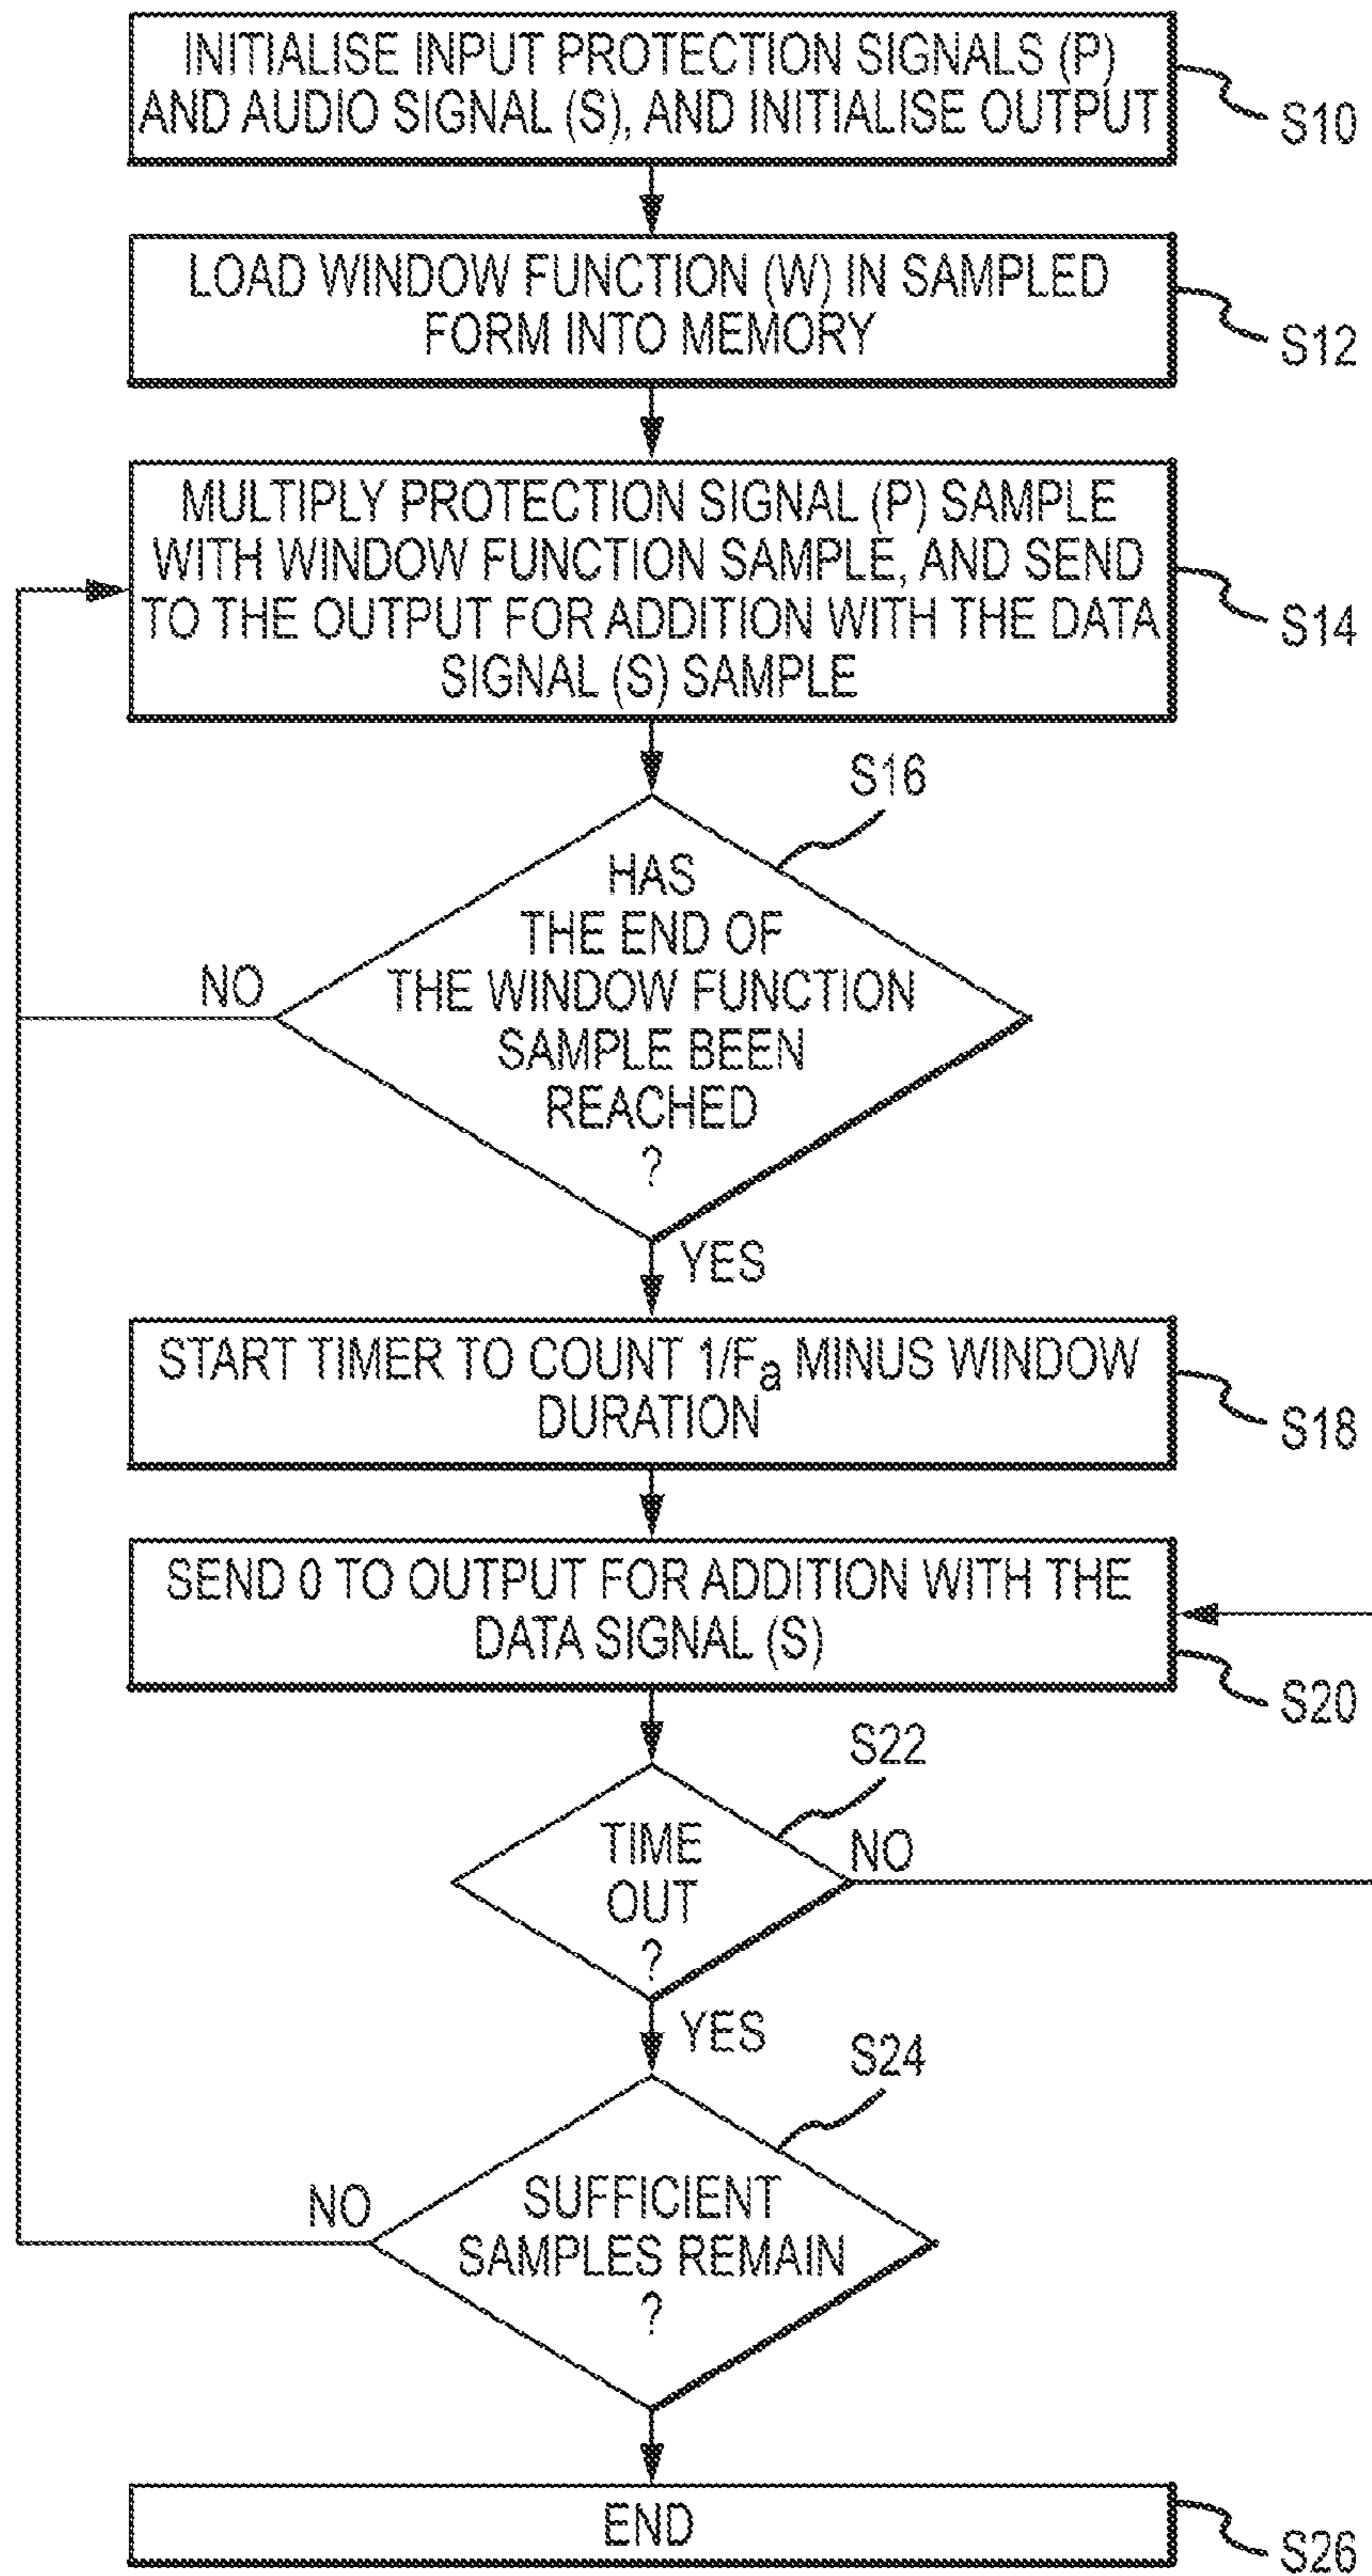 INITIALISE INPUT PROTECTION SIGNALS (P)
AND AUDIO SIGNAL (S), AND INITIALISE OUTPUT
S10
LOAD WINDOW FUNCTION (W) IN SAMPLED
FORM INTO MEMORY
S12
MULTIPLY PROTECTION SIGNAL (P) SAMPLE
WITH WINDOW FUNCTION SAMPLE, AND SEND
TO THE OUTPUT FOR ADDITION WITH THE DATA
SIGNAL (S) SAMPLE
S14
S16
HAS
THE END OF
THE WINDOW FUNCTION
SAMPLE BEEN
REACHED
?
NO
YES
START TIMER TO COUNT 1/Fa MINUS WINDOW
DURATION
S18
SEND 0 TO OUTPUT FOR ADDITION WITH THE
DATA SIGNAL (S)
S20
S22
TIME
OUT
?
NO
YES
S24
SUFFICIENT
SAMPLES REMAIN
?
NO
END
S26